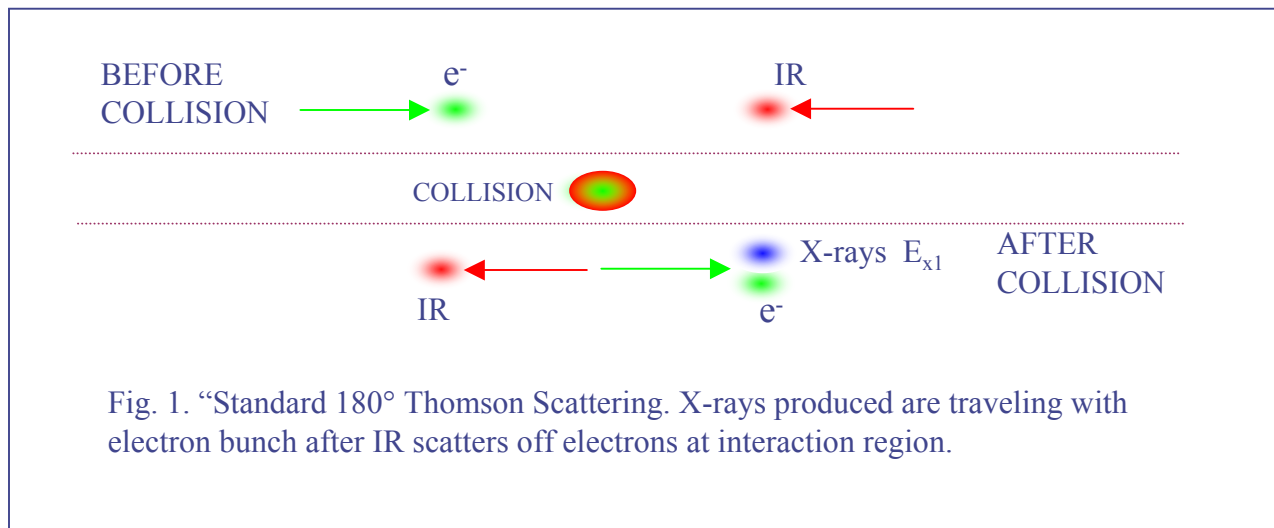 BEFORE
COLLISION
e-
IR
COLLISION
X-rays Ex1
AFTER
COLLISION
IR
e-
Fig. 1. “Standard 180° Thomson Scattering. X-rays produced are traveling with
electron bunch after IR scatters off electrons at interaction region.